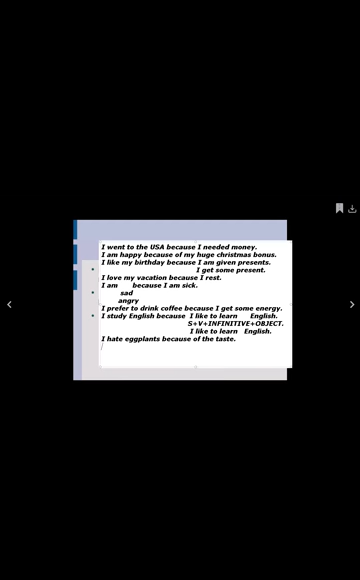 I went to the USA because I needed money.
I am happy because of my huge christmas bonus.
I like my birthday because I am given presents.
I get some present.
I love my vacation because I rest.
I am because I am sick.
sad
angry
I prefer to drink coffee because I get some energy.
I study English because I like to learn English.
S+V+INFINITIVE+OBJECT.
I like to learn English.
I hate eggplants because of the taste.